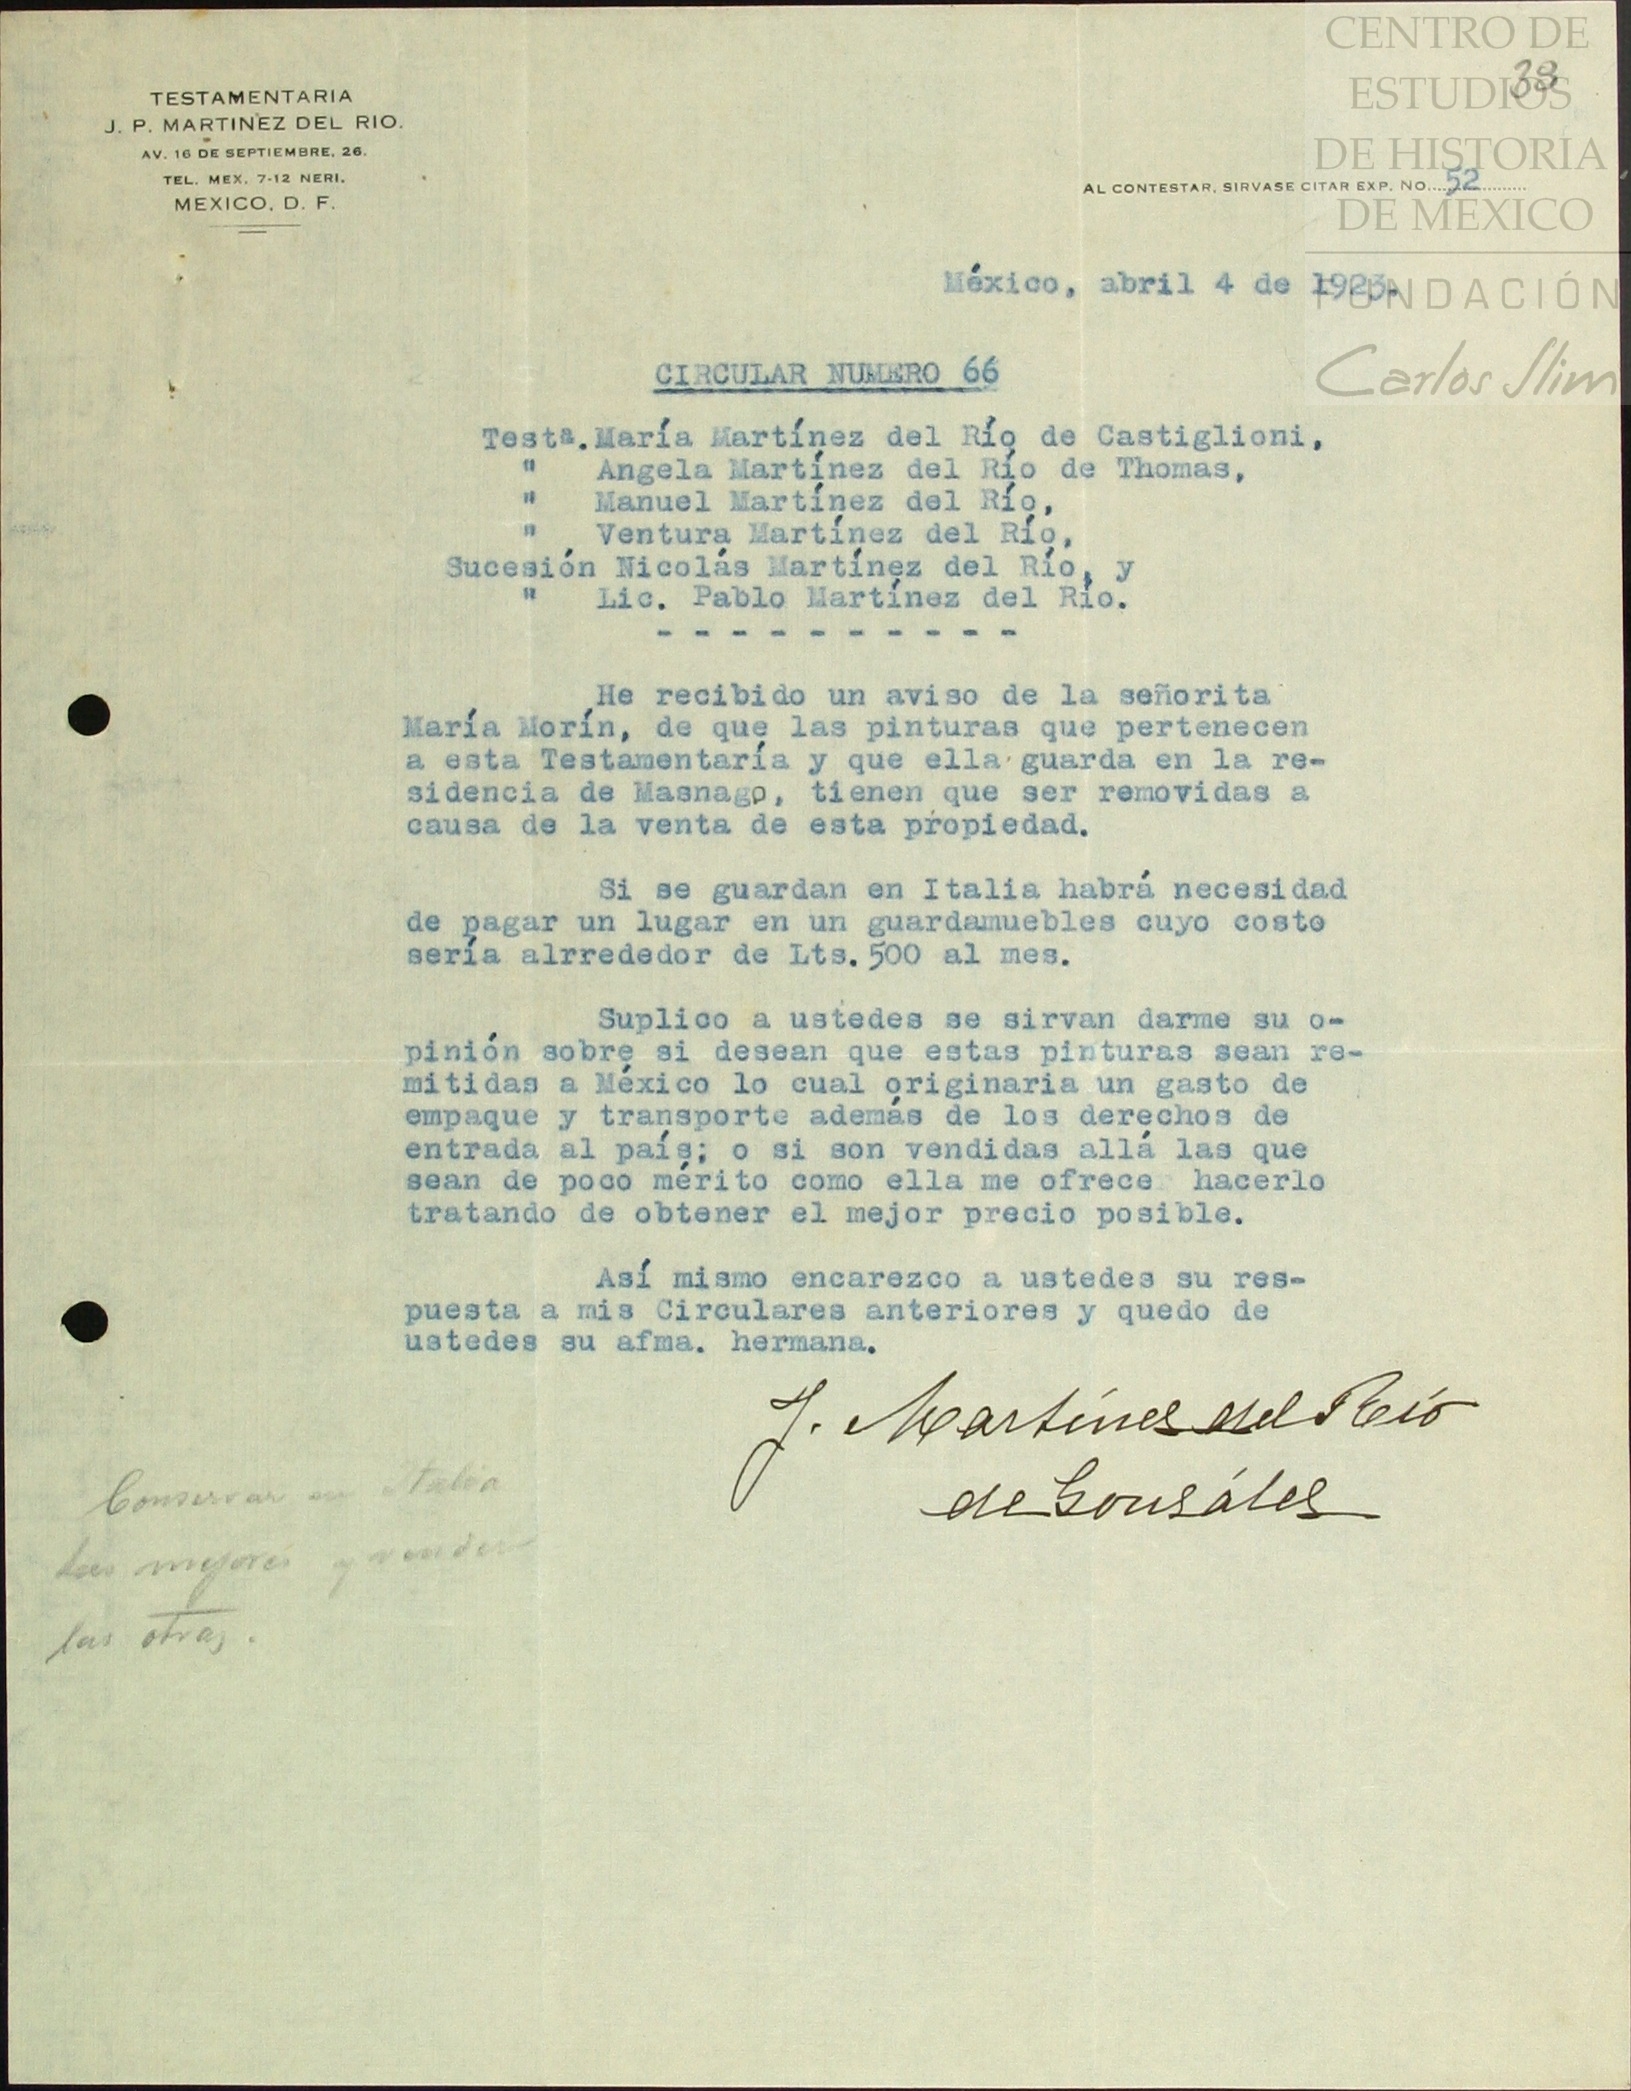 CENTRO DE
ESTUDIOS
DE HISTORIA
DE MÉXICO
FUNDACIÓN
Carlos Slim
38
TESTAMENTARIA
J. P. MARTINEZ DEL RIO.
AV. 16 DE SEPTIEMBRE, 26.
TEL. MEX. 7-12 NERI.
MEXICO, D. F.
AL CONTESTAR, SIRVASE CITAR EXP. NO. 52
México, abril 4 de 1923.
CIRCULAR NUMERO 66
Testª. María Martínez del Río de Castiglioni,
" Angela Martínez del Río de Thomas,
" Manuel Martínez del Río,
" Ventura Martínez del Río,
Sucesión Nicolás Martínez del Río, y
" Lic. Pablo Martínez del Río.
- - - - - - - - - -
He recibido un aviso de la señorita
María Morín, de que las pinturas que pertenecen
a esta Testamentaría y que ella guarda en la re-
sidencia de Masnago, tienen que ser removidas a
causa de la venta de esta propiedad.
Si se guardan en Italia habrá necesidad
de pagar un lugar en un guardamuebles cuyo costo
sería alrrededor de Lts. 500 al mes.
Suplico a ustedes se sirvan darme su o-
pinión sobre si desean que estas pinturas sean re-
mitidas a México lo cual originaria un gasto de
empaque y transporte además de los derechos de
entrada al país; o si son vendidas allá las que
sean de poco mérito como ella me ofrece hacerlo
tratando de obtener el mejor precio posible.
Así mismo encarezco a ustedes su res-
puesta a mis Circulares anteriores y quedo de
ustedes su afma. hermana.
J. Martínez del Río
de González
Conservar en Italia
las mejores y vender
las otras.